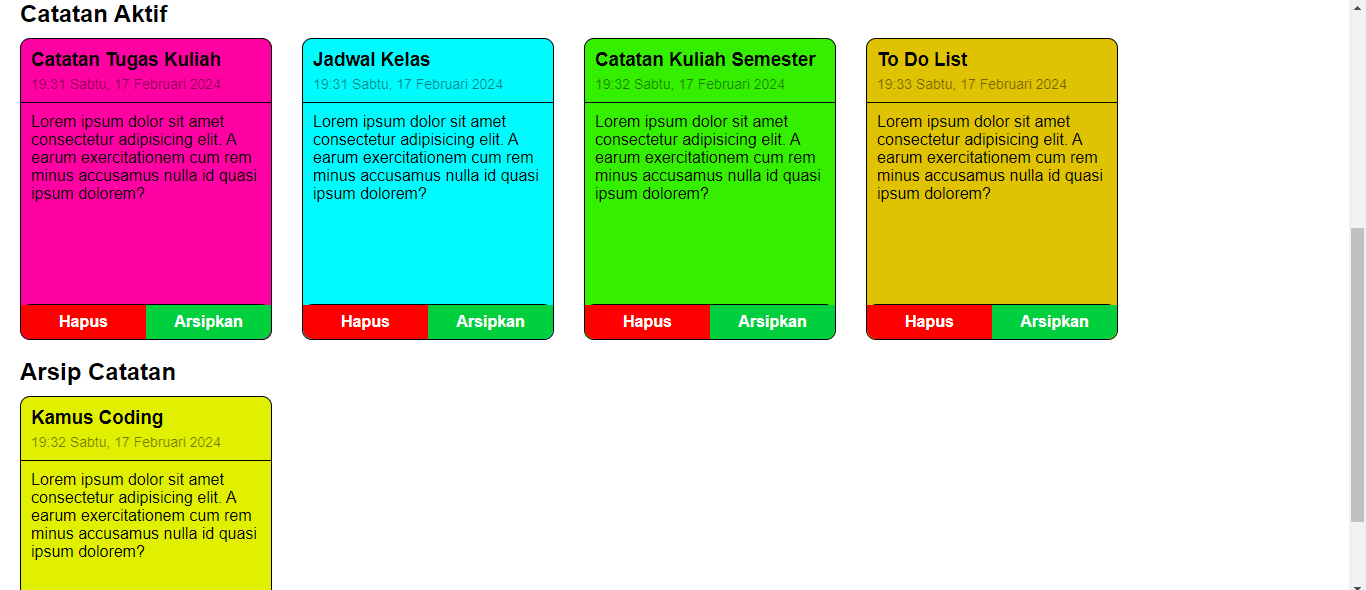 Catatan Aktif
Catatan Tugas Kuliah
19:31 Sabtu, 17 Februari 2024
Lorem ipsum dolor sit amet
consectetur adipisicing elit. A
earum exercitationem cum rem
minus accusamus nulla id quasi
ipsum dolorem?
Hapus
Arsipkan
Jadwal Kelas
19:31 Sabtu, 17 Februari 2024
Lorem ipsum dolor sit amet
consectetur adipisicing elit. A
earum exercitationem cum rem
minus accusamus nulla id quasi
ipsum dolorem?
Hapus
Arsipkan
Catatan Kuliah Semester
19:32 Sabtu, 17 Februari 2024
Lorem ipsum dolor sit amet
consectetur adipisicing elit. A
earum exercitationem cum rem
minus accusamus nulla id quasi
ipsum dolorem?
Hapus
Arsipkan
To Do List
19:33 Sabtu, 17 Februari 2024
Lorem ipsum dolor sit amet
consectetur adipisicing elit. A
earum exercitationem cum rem
minus accusamus nulla id quasi
ipsum dolorem?
Hapus
Arsipkan
Arsip Catatan
Kamus Coding
19:32 Sabtu, 17 Februari 2024
Lorem ipsum dolor sit amet
consectetur adipisicing elit. A
earum exercitationem cum rem
minus accusamus nulla id quasi
ipsum dolorem?